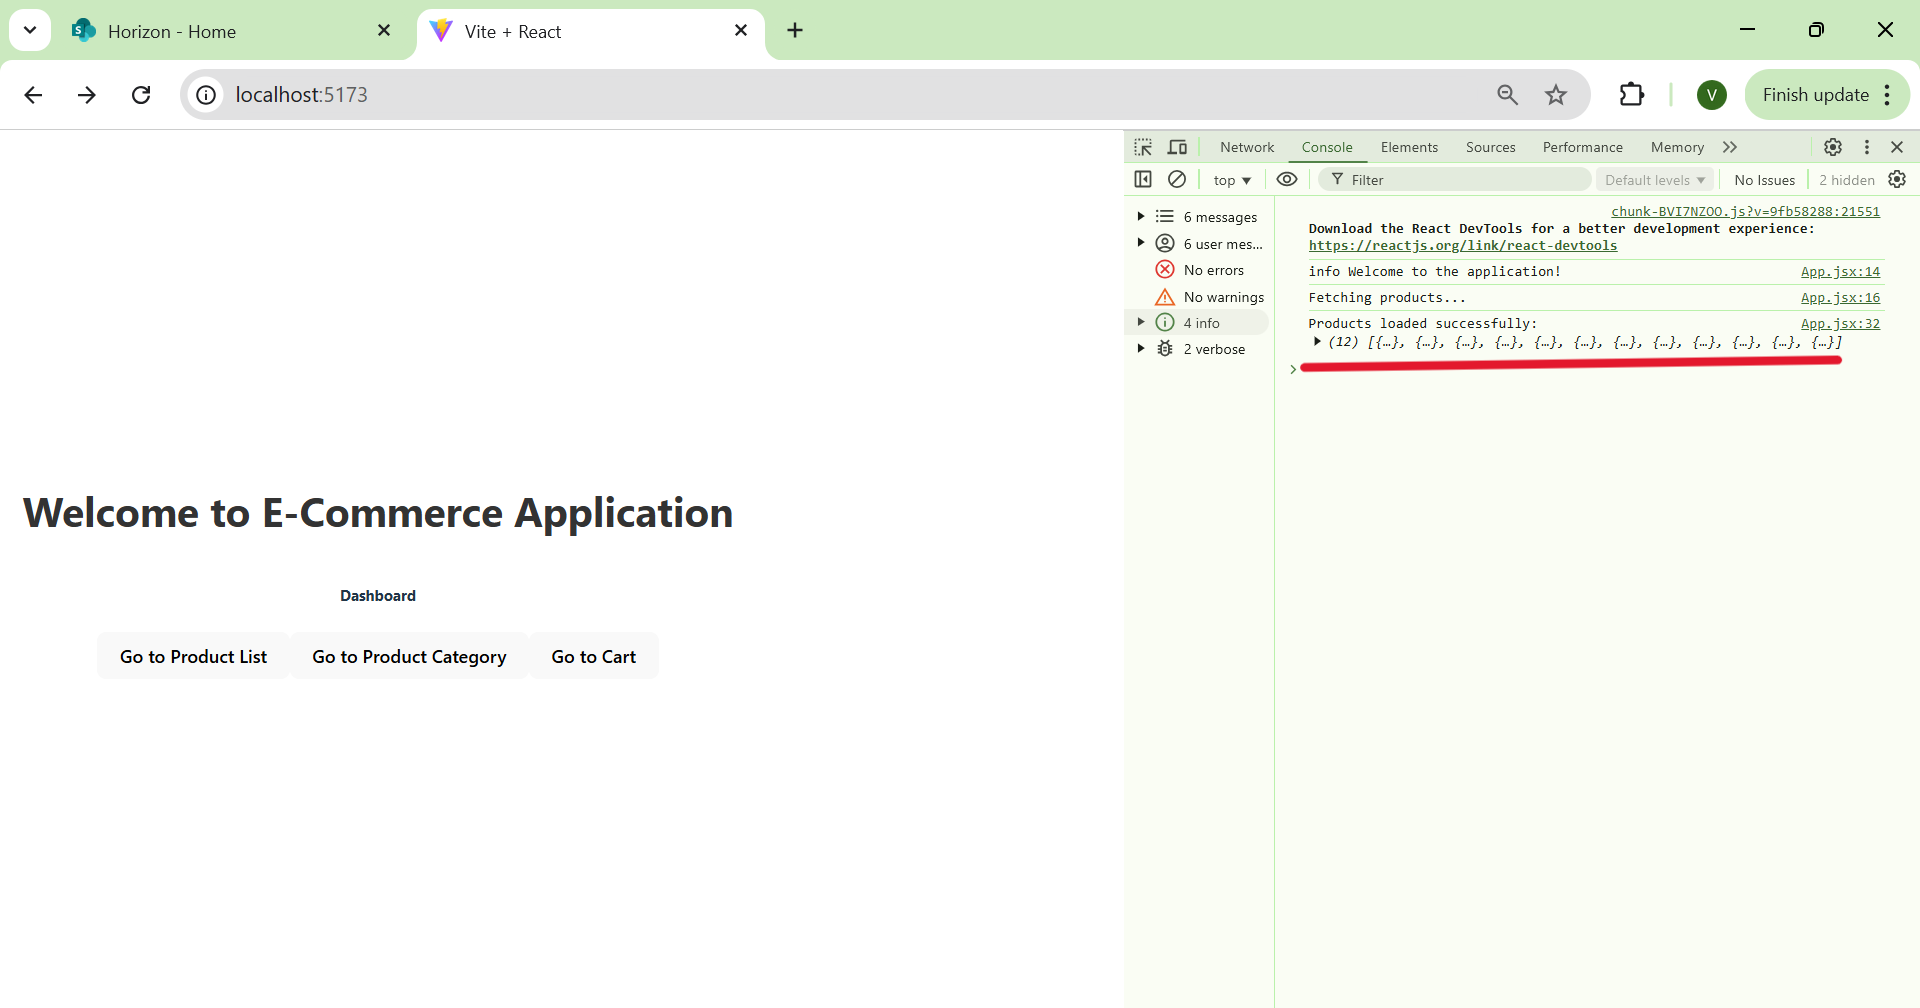 Horizon - Home
Vite + React
localhost:5173
V
Finish update
Network Console Elements Sources Performance Memory
top Filter Default levels No Issues 2 hidden
6 messages
6 user mes...
No errors
No warnings
4 info
2 verbose
chunk-BVI7NZOO.js?v=9fb58288:21551
Download the React DevTools for a better development experience:
https://reactjs.org/link/react-devtools
info Welcome to the application! App.jsx:14
Fetching products... App.jsx:16
Products loaded successfully: App.jsx:32
(12) [{…}, {…}, {…}, {…}, {…}, {…}, {…}, {…}, {…}, {…}, {…}, {…}]
Welcome to E-Commerce Application
Dashboard
Go to Product List Go to Product Category Go to Cart